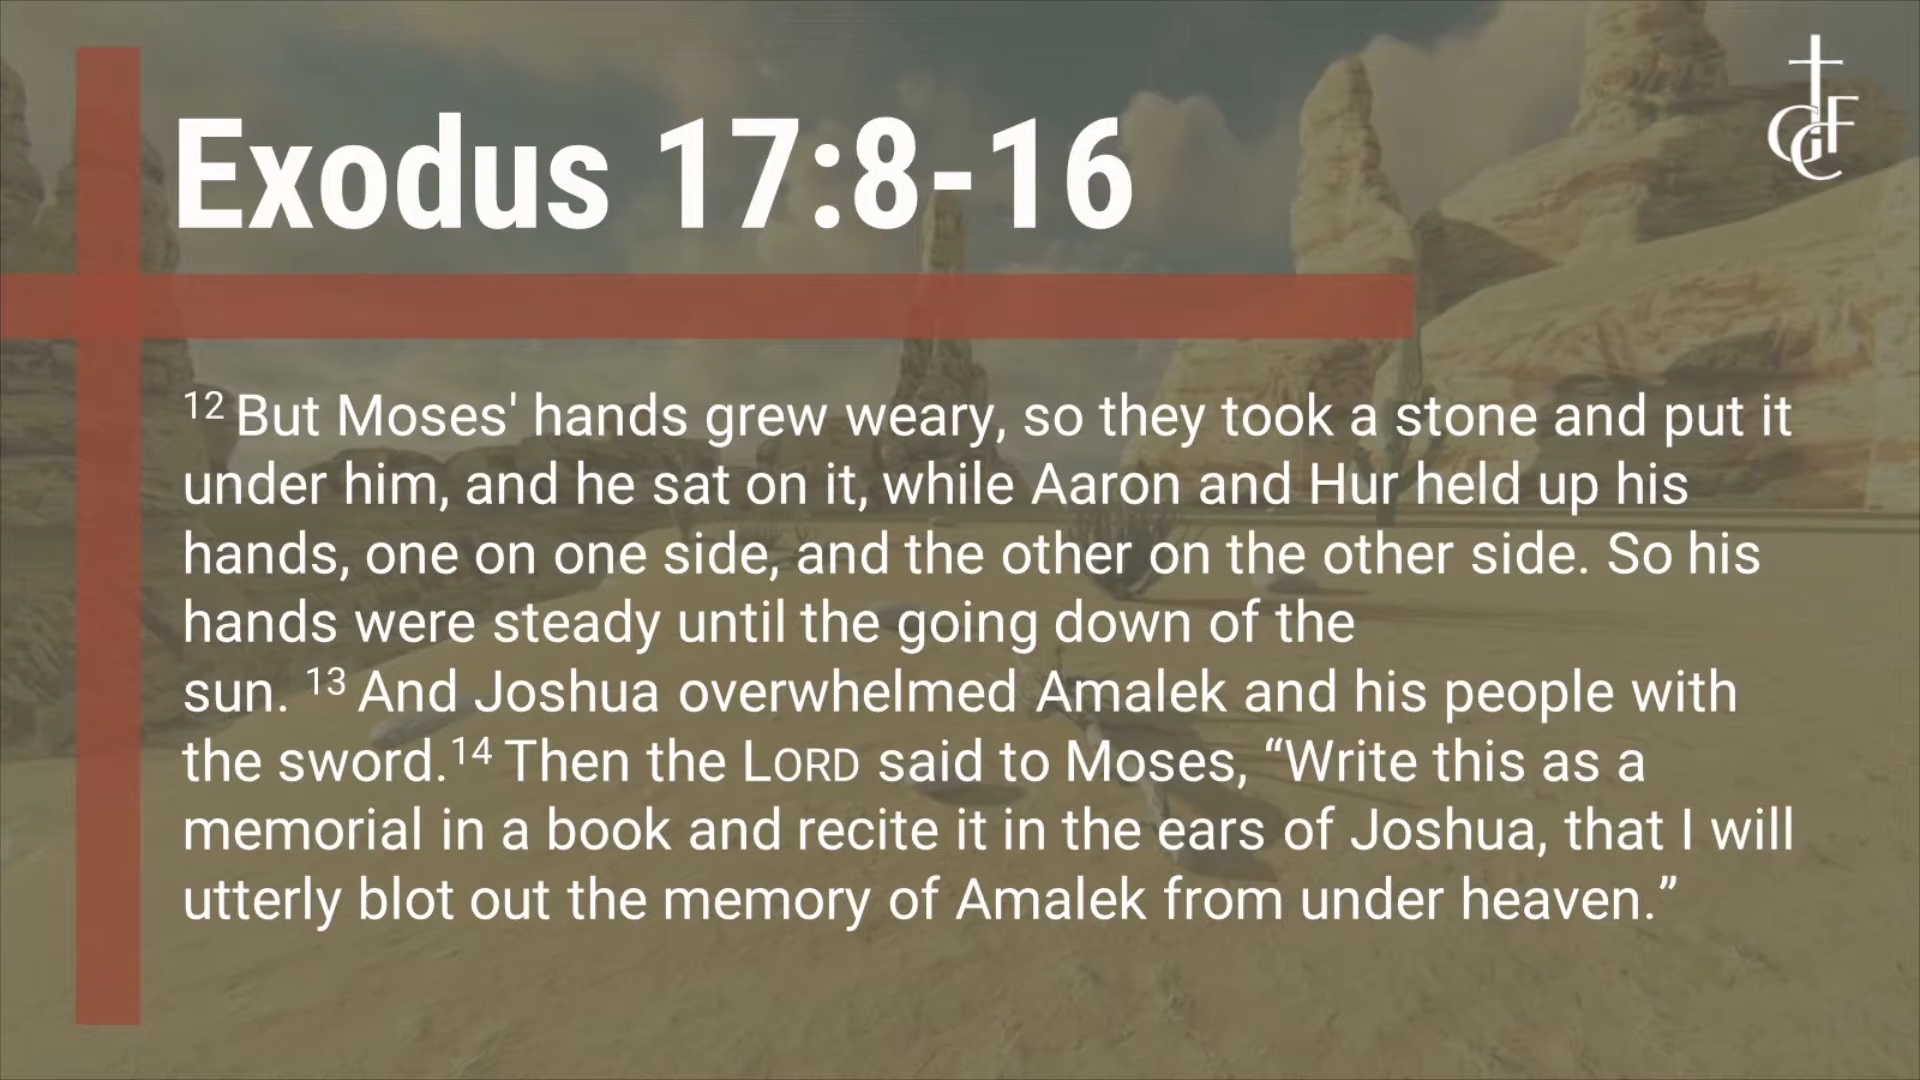 Exodus 17:8-16
12 But Moses' hands grew weary, so they took a stone and put it
under him, and he sat on it, while Aaron and Hur held up his
hands, one on one side, and the other on the other side. So his
hands were steady until the going down of the
sun. 13 And Joshua overwhelmed Amalek and his people with
the sword.14 Then the LORD said to Moses, “Write this as a
memorial in a book and recite it in the ears of Joshua, that I will
utterly blot out the memory of Amalek from under heaven.”